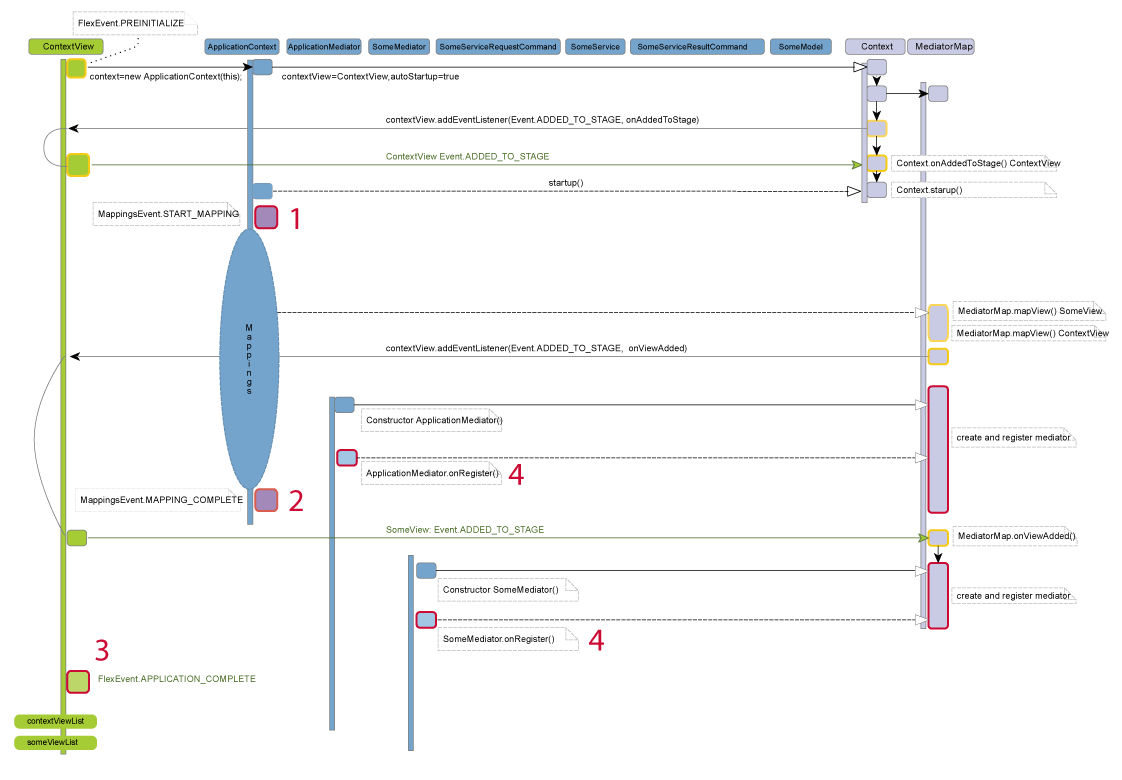 FlexEvent.PREINITIALIZE
ContextView
ApplicationContext
ApplicationMediator
SomeMediator
SomeServiceRequestCommand
SomeService
SomeServiceResultCommand
SomeModel
Context
MediatorMap
context=new ApplicationContext(this);
contextView=ContextView,autoStartup=true
contextView.addEventListener(Event.ADDED_TO_STAGE, onAddedToStage)
ContextView Event.ADDED_TO_STAGE
Context.onAddedToStage() ContextView
startup()
Context.starup()
MappingsEvent.START_MAPPING
1
Mappings
MediatorMap.mapView() SomeView
MediatorMap.mapView() ContextView
contextView.addEventListener(Event.ADDED_TO_STAGE, onViewAdded)
Constructor ApplicationMediator()
create and register mediator
ApplicationMediator.onRegister()
4
MappingsEvent.MAPPING_COMPLETE
2
SomeView: Event.ADDED_TO_STAGE
MediatorMap.onViewAdded()
Constructor SomeMediator()
create and register mediator
SomeMediator.onRegister()
4
3
FlexEvent.APPLICATION_COMPLETE
contextViewList
someViewList